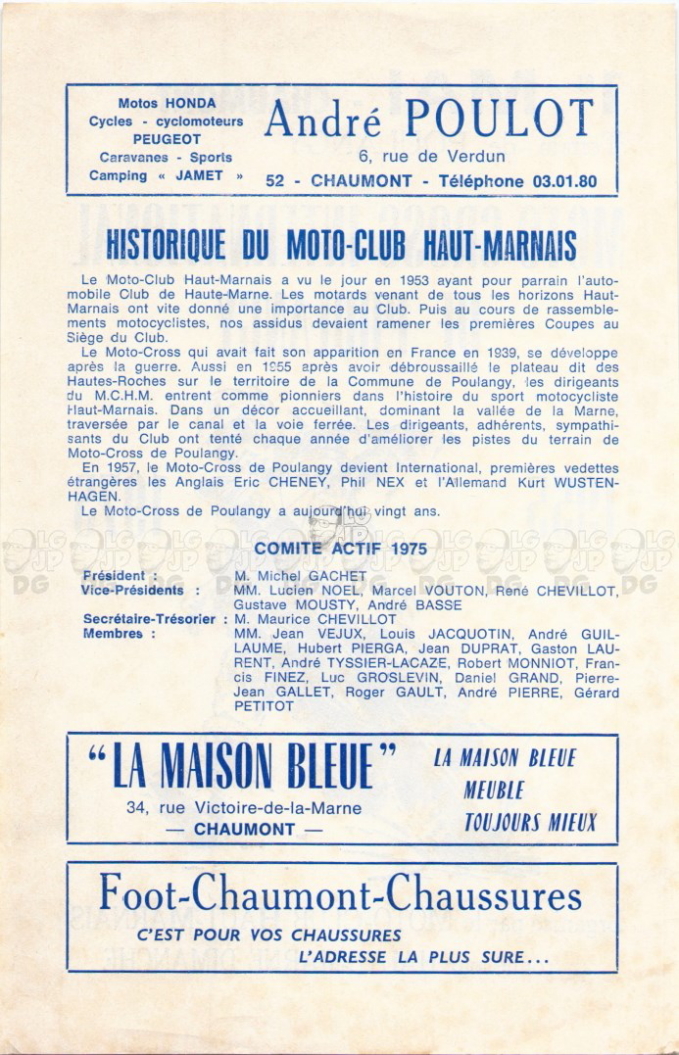 Motos HONDA
Cycles - cyclomoteurs
PEUGEOT
Caravanes - Sports
Camping « JAMET »
André POULOT
6, rue de Verdun
52 - CHAUMONT - Téléphone 03.01.80
HISTORIQUE DU MOTO-CLUB HAUT-MARNAIS
Le Moto-Club Haut-Marnais a vu le jour en 1953 ayant pour parrain l'auto-
mobile Club de Haute-Marne. Les motards venant de tous les horizons Haut-
Marnais ont vite donné une importance au Club. Puis au cours de rassemble-
ments motocyclistes, nos assidus devaient ramener les premières Coupes au
Siège du Club.
Le Moto-Cross qui avait fait son apparition en France en 1939, se développe
après la guerre. Aussi en 1955 après avoir débroussaillé le plateau dit des
Hautes-Roches sur le territoire de la Commune de Poulangy, les dirigeants
du M.C.H.M. entrent comme pionniers dans l'histoire du sport motocycliste
Haut-Marnais. Dans un décor accueillant, dominant la vallée de la Marne,
traversée par le canal et la voie ferrée. Les dirigeants, adhérents, sympathi-
sants du Club ont tenté chaque année d'améliorer les pistes du terrain de
Moto-Cross de Poulangy.
En 1957, le Moto-Cross de Poulangy devient International, premières vedettes
étrangères les Anglais Eric CHENEY, Phil NEX et l'Allemand Kurt WUSTEN-
HAGEN.
Le Moto-Cross de Poulangy a aujourd'hui vingt ans.
COMITE ACTIF 1975
Président : M. Michel GACHET
Vice-Présidents : MM. Lucien NOEL, Marcel VOUTON, René CHEVILLOT,
Gustave MOUSTY, André BASSE
Secrétaire-Trésorier : M. Maurice CHEVILLOT
Membres : MM. Jean VEJUX, Louis JACQUOTIN, André GUIL-
LAUME, Hubert PIERGA, Jean DUPRAT, Gaston LAU-
RENT, André TYSSIER-LACAZE, Robert MONNIOT, Fran-
cis FINEZ, Luc GROSLEVIN, Daniel GRAND, Pierre-
Jean GALLET, Roger GAULT, André PIERRE, Gérard
PETITOT
"LA MAISON BLEUE"
34, rue Victoire-de-la-Marne
— CHAUMONT —
LA MAISON BLEUE
MEUBLE
TOUJOURS MIEUX
Foot-Chaumont-Chaussures
C'EST POUR VOS CHAUSSURES
L'ADRESSE LA PLUS SURE...